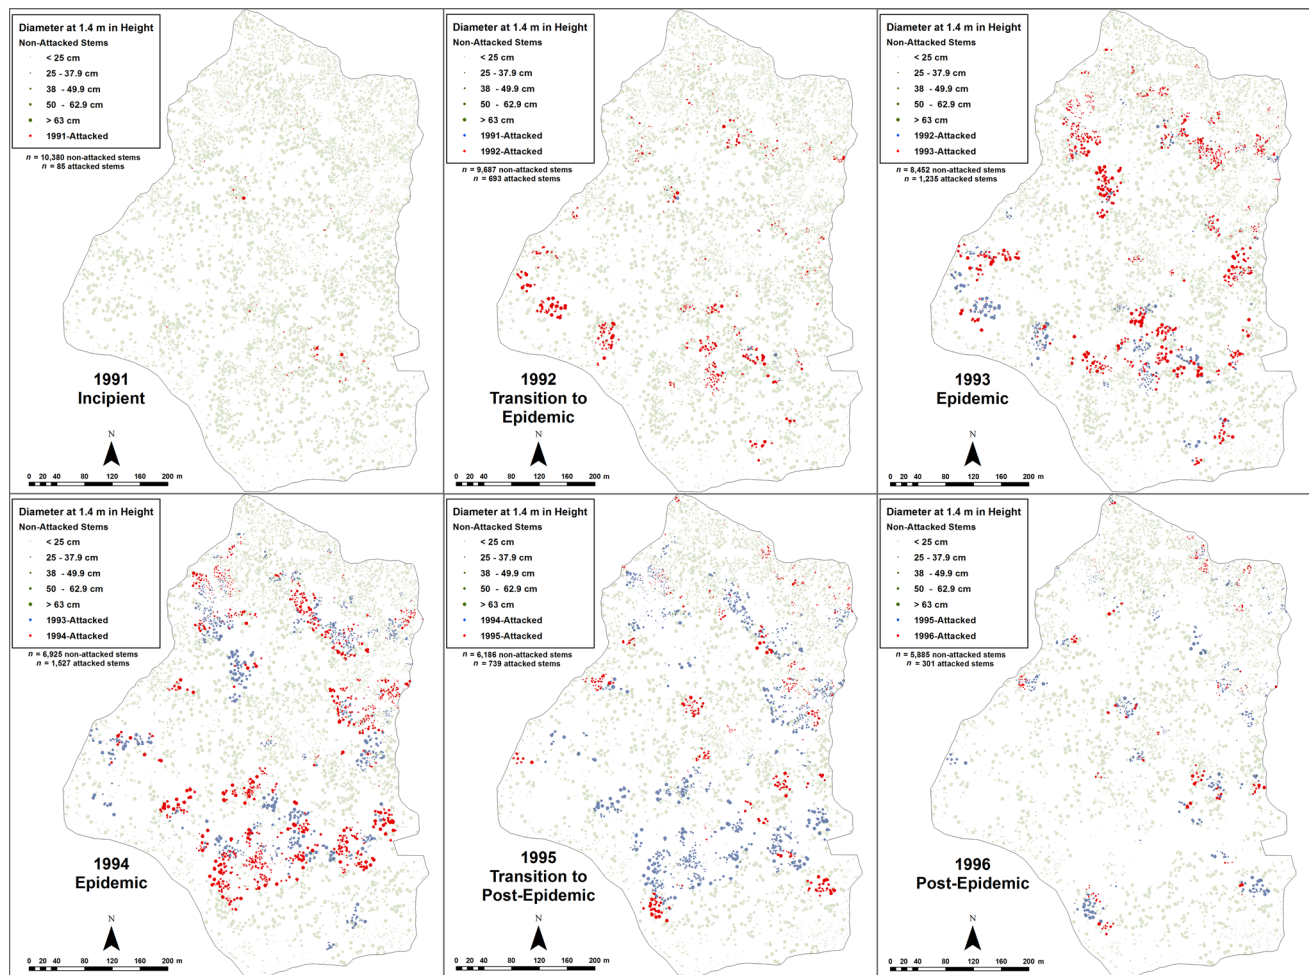 Diameter at 1.4 m in Height
Non-Attacked Stems
< 25 cm
25 - 37.9 cm
38 - 49.9 cm
50 - 62.9 cm
> 63 cm
1991-Attacked
n = 10,380 non-attacked stems
n = 85 attacked stems
1991
Incipient
N
0 20 40 80 120 160 200 m
Diameter at 1.4 m in Height
Non-Attacked Stems
< 25 cm
25 - 37.9 cm
38 - 49.9 cm
50 - 62.9 cm
> 63 cm
1991-Attacked
1992-Attacked
n = 9,687 non-attacked stems
n = 693 attacked stems
1992
Transition to
Epidemic
N
0 20 40 80 120 160 200 m
Diameter at 1.4 m in Height
Non-Attacked Stems
< 25 cm
25 - 37.9 cm
38 - 49.9 cm
50 - 62.9 cm
> 63 cm
1992-Attacked
1993-Attacked
n = 8,452 non-attacked stems
n = 1,235 attacked stems
1993
Epidemic
N
0 20 40 80 120 160 200 m
Diameter at 1.4 m in Height
Non-Attacked Stems
< 25 cm
25 - 37.9 cm
38 - 49.9 cm
50 - 62.9 cm
> 63 cm
1993-Attacked
1994-Attacked
n = 6,925 non-attacked stems
n = 1,527 attacked stems
1994
Epidemic
N
0 20 40 80 120 160 200 m
Diameter at 1.4 m in Height
Non-Attacked Stems
< 25 cm
25 - 37.9 cm
38 - 49.9 cm
50 - 62.9 cm
> 63 cm
1994-Attacked
1995-Attacked
n = 6,186 non-attacked stems
n = 739 attacked stems
1995
Transition to
Post-Epidemic
N
0 20 40 80 120 160 200 m
Diameter at 1.4 m in Height
Non-Attacked Stems
< 25 cm
25 - 37.9 cm
38 - 49.9 cm
50 - 62.9 cm
> 63 cm
1995-Attacked
1996-Attacked
n = 5,885 non-attacked stems
n = 301 attacked stems
1996
Post-Epidemic
N
0 20 40 80 120 160 200 m